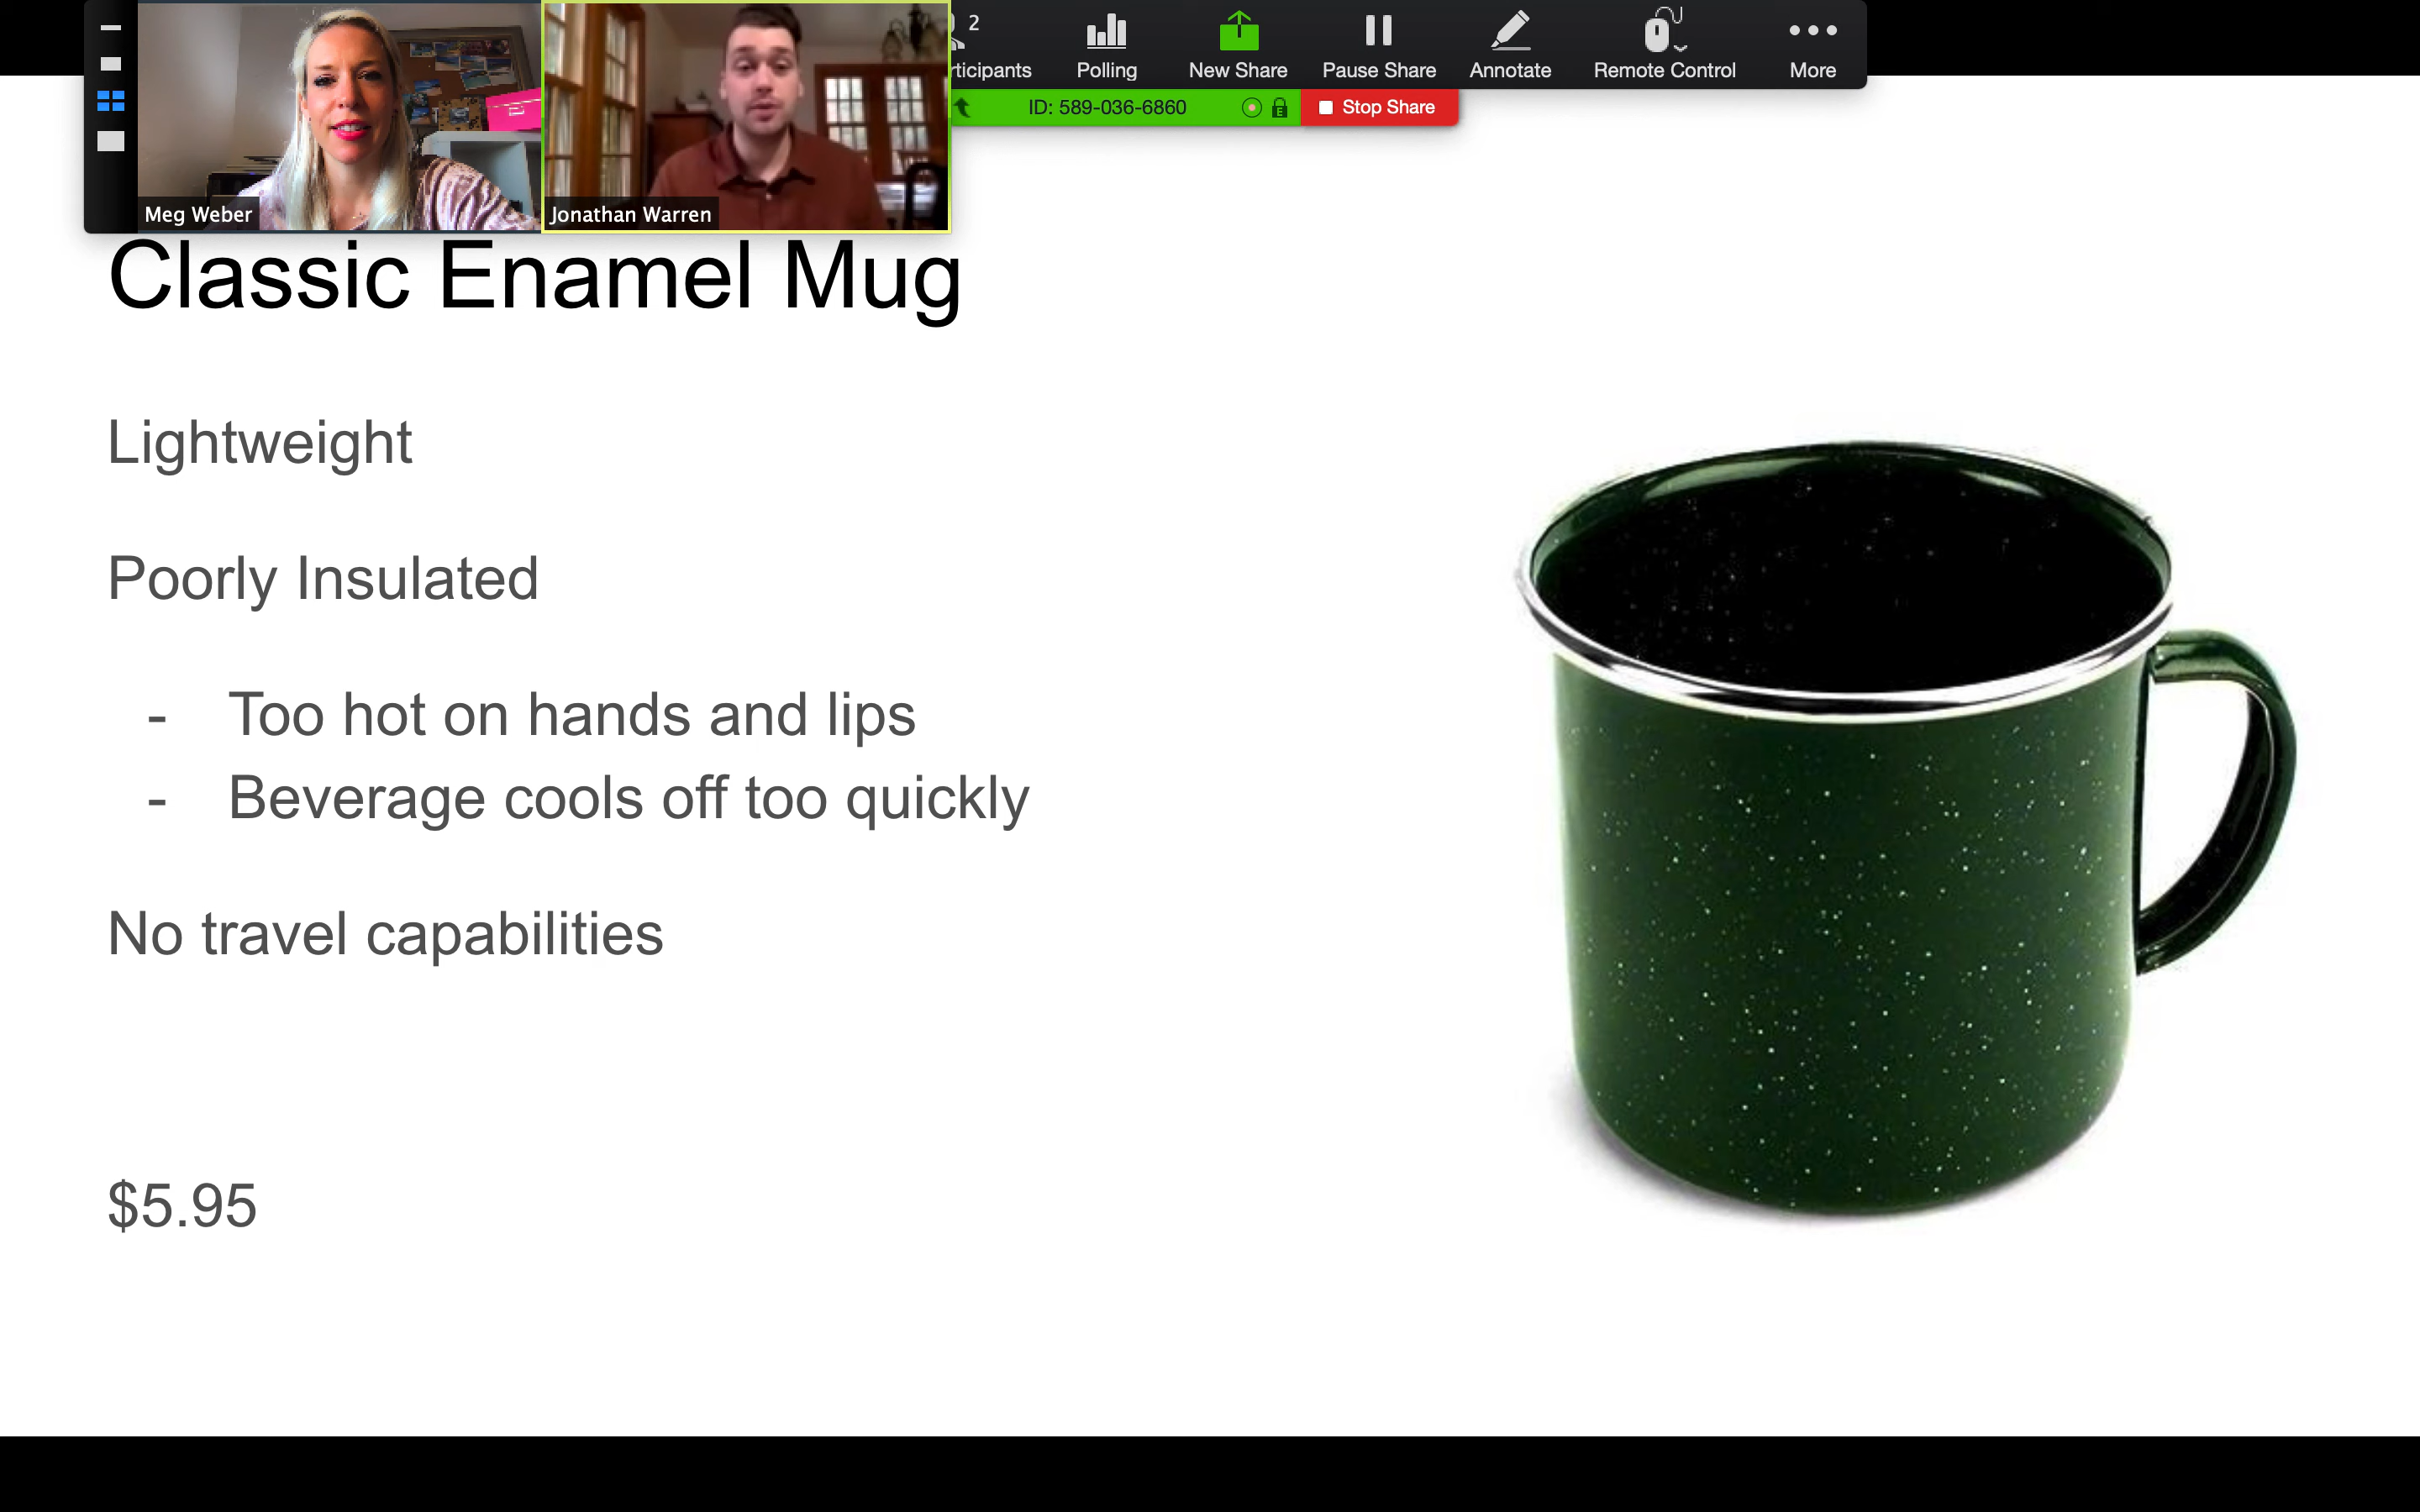 2
rticipants
Polling
New Share
Pause Share
Annotate
Remote Control
More
ID: 589-036-6860
E
Stop Share
Meg Weber
Jonathan Warren
Classic Enamel Mug
Lightweight
Poorly Insulated
- Too hot on hands and lips
- Beverage cools off too quickly
No travel capabilities
$5.95